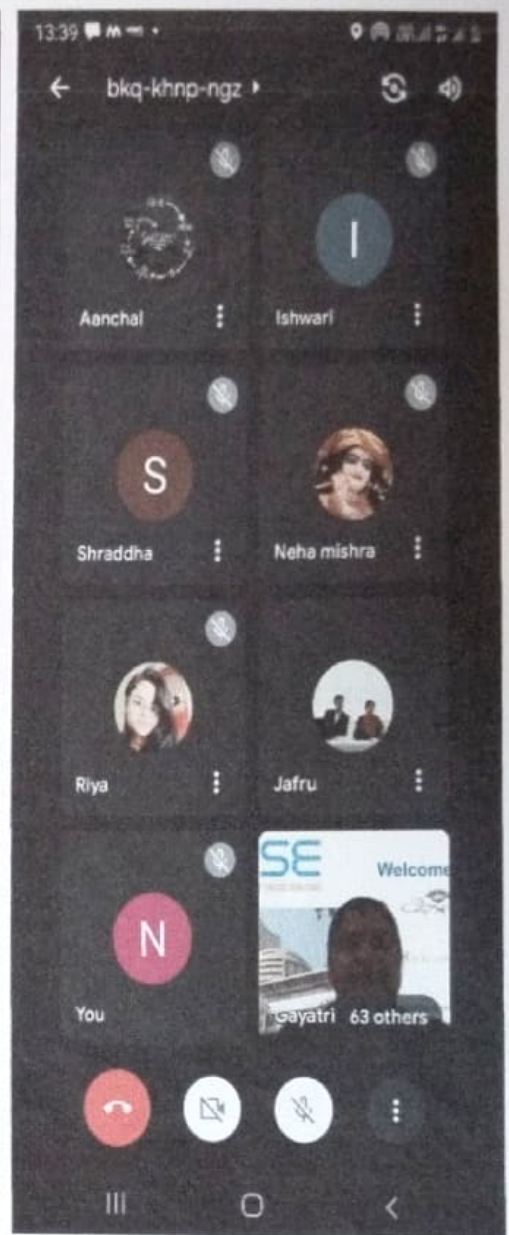 13:39
bkq-khnp-ngz
I
Aanchal
Ishwari
S
Shraddha
Neha mishra
Riya
Jafru
SE
Welcome
N
You
Gayatri 63 others